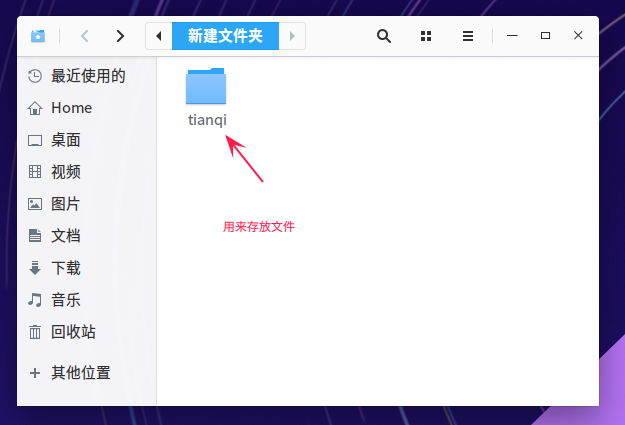 新建文件夹
最近使用的
Home
桌面
视频
图片
文档
下载
音乐
回收站
其他位置
tianqi
用来存放文件